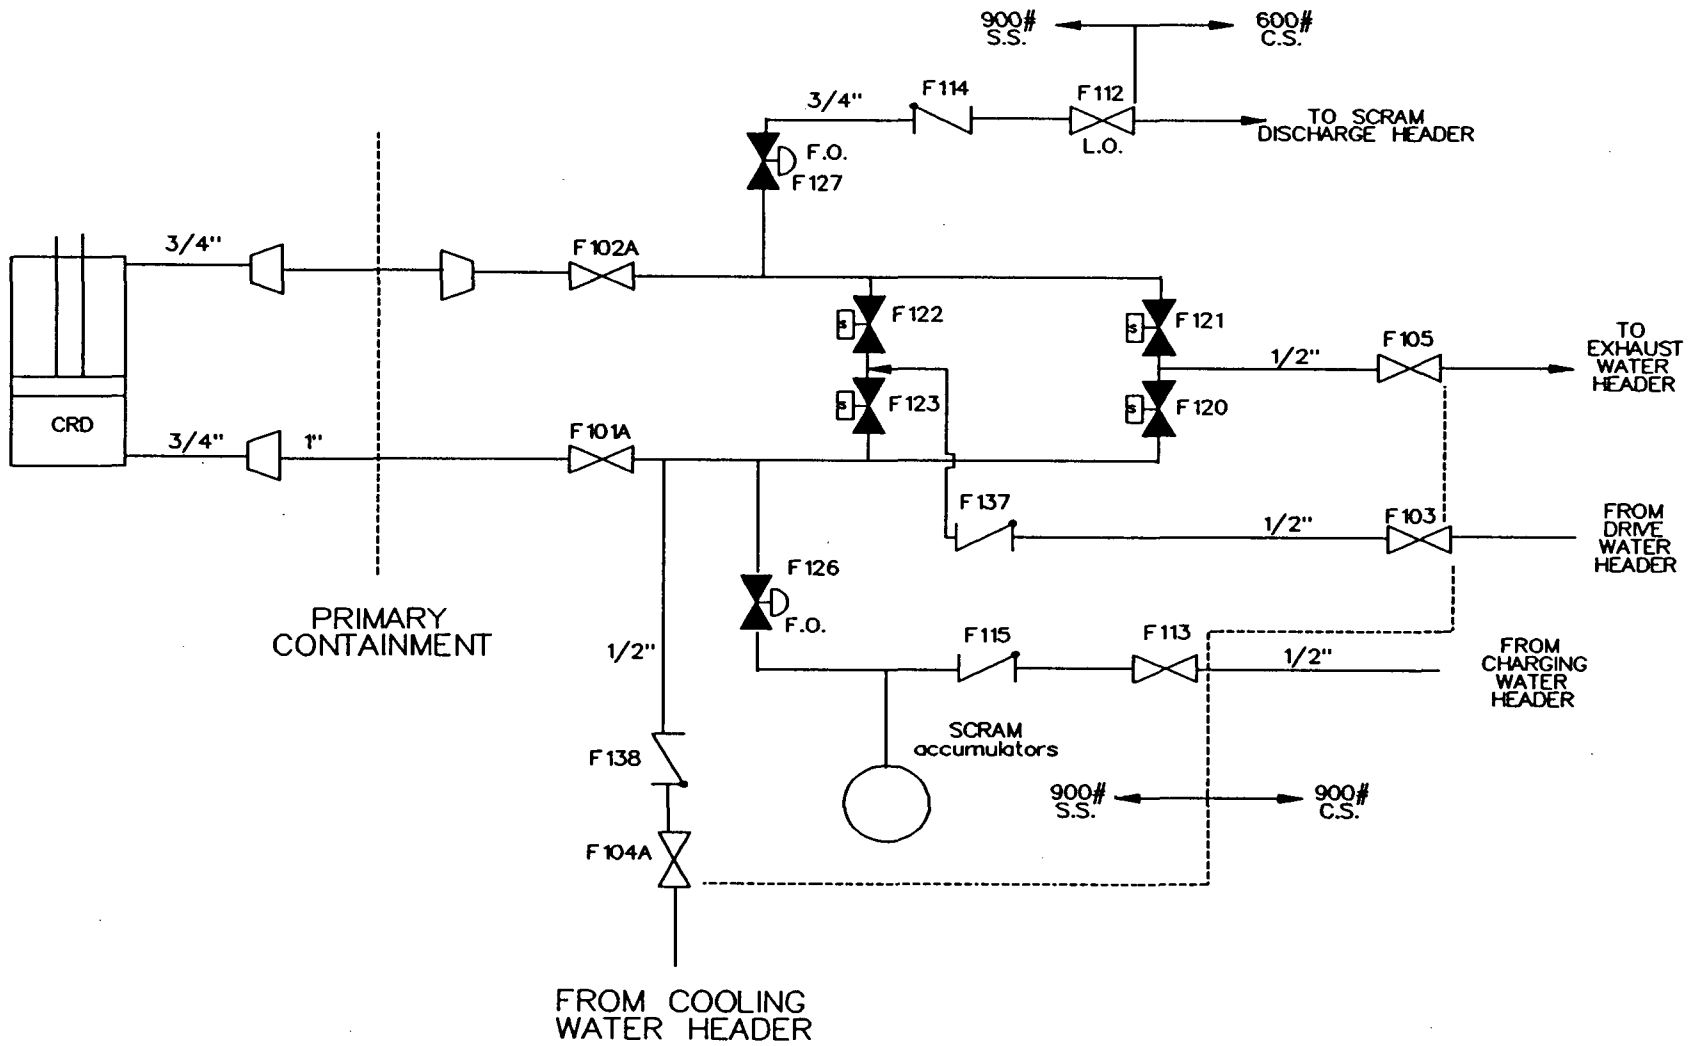 900#
S.S.
600#
C.S.
F114
F112
3/4"
L.O.
TO SCRAM
DISCHARGE HEADER
F.O.
F127
3/4"
F102A
F122
S
F121
S
F105
1/2"
TO
EXHAUST
WATER
HEADER
F123
S
F120
S
CRD
3/4"
1"
F101A
F137
1/2"
F103
FROM
DRIVE
WATER
HEADER
F126
F.O.
PRIMARY
CONTAINMENT
1/2"
F115
F113
1/2"
FROM
CHARGING
WATER
HEADER
SCRAM
accumulators
F138
900#
S.S.
900#
C.S.
F104A
FROM COOLING
WATER HEADER